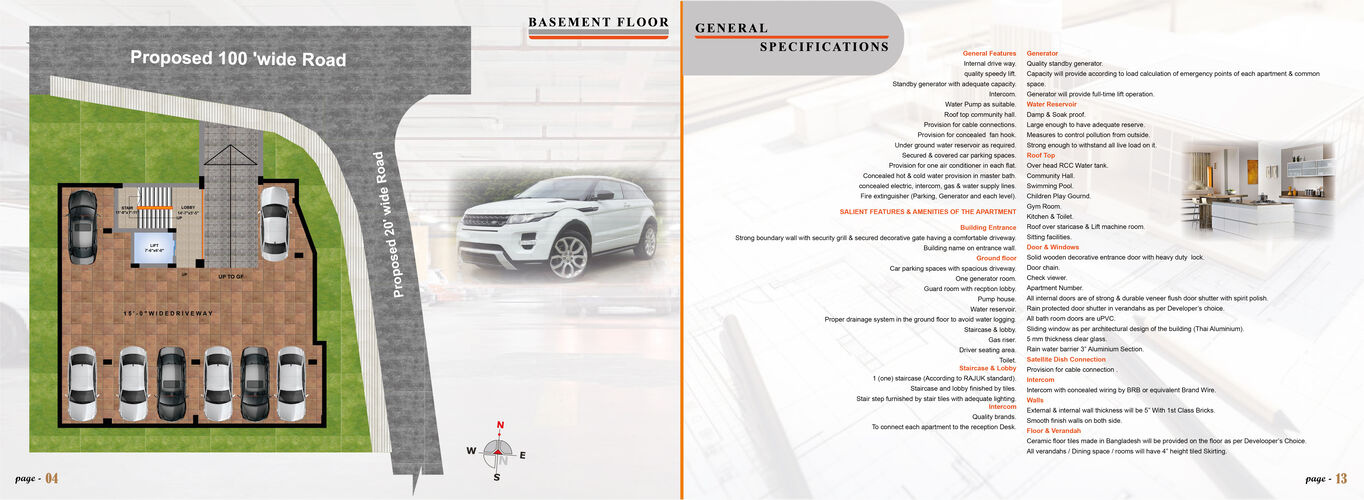 BASEMENT FLOOR
Proposed 100 'wide Road
Proposed 20' wide Road
STAIR
LOBBY
UP
LIFT
7'-6"x6'-0"
UP
UP TO GF
15'-0"WIDEDRIVEWAY
N
W
E
N
S
page - 04
GENERAL
SPECIFICATIONS
General Features
Internal drive way.
quality speedy lift.
Standby generator with adequate capacity.
Intercom.
Water Pump as suitable.
Roof top community hall.
Provision for cable connections.
Provision for concealed fan hook.
Under ground water reservoir as required.
Secured & covered car parking spaces.
Provision for one air conditioner in each flat.
Concealed hot & cold water provision in master bath.
concealed electric, intercom, gas & water supply lines.
Fire extinguisher (Parking, Generator and each level).
SALIENT FEATURES & AMENITIES OF THE APARTMENT
Building Entrance
Strong boundary wall with security grill & secured decorative gate having a comfortable driveway.
Building name on entrance wall.
Ground floor
Car parking spaces with spacious driveway.
One generator room.
Guard room with recption lobby.
Pump house.
Water reservoir.
Proper drainage system in the ground floor to avoid water logging.
Staircase & lobby.
Gas riser.
Driver seating area.
Toilet.
Staircase & Lobby
1 (one) staircase (According to RAJUK standard).
Staircase and lobby finished by tiles.
Stair step furnished by stair tiles with adequate lighting.
Intercom
Quality brands.
To connect each apartment to the reception Desk.
Generator
Quality standby generator.
Capacity will provide according to load calculation of emergency points of each apartment & common
space.
Generator will provide full-time lift operation.
Water Reservoir
Damp & Soak proof.
Large enough to have adequate reserve.
Measures to control pollution from outside.
Strong enough to withstand all live load on it.
Roof Top
Over head RCC Water tank.
Community Hall.
Swimming Pool.
Children Play Gournd.
Gym Room.
Kitchen & Toilet.
Roof over staricase & Lift machine room.
Sitting facilities.
Door & Windows
Solid wooden decorative entrance door with heavy duty lock.
Door chain.
Check viewer.
Apartment Number.
All internal doors are of strong & durable veneer flush door shutter with spirit polish.
Rain protected door shutter in verandahs as per Developer's choice.
All bath room doors are uPVC.
Sliding window as per architectural design of the building (Thai Aluminium).
5 mm thickness clear glass.
Rain water barrier 3" Aluminium Section.
Satellite Dish Connection
Provision for cable connection .
Intercom
Intercom with concealed wiring by BRB or equivalent Brand Wire.
Walls
External & internal wall thickness will be 5" With 1st Class Bricks.
Smooth finish walls on both side.
Floor & Verandah
Ceramic floor tiles made in Bangladesh will be provided on the floor as per Develooper's Choice.
All verandahs / Dining space / rooms will have 4" height tiled Skirting.
page - 13